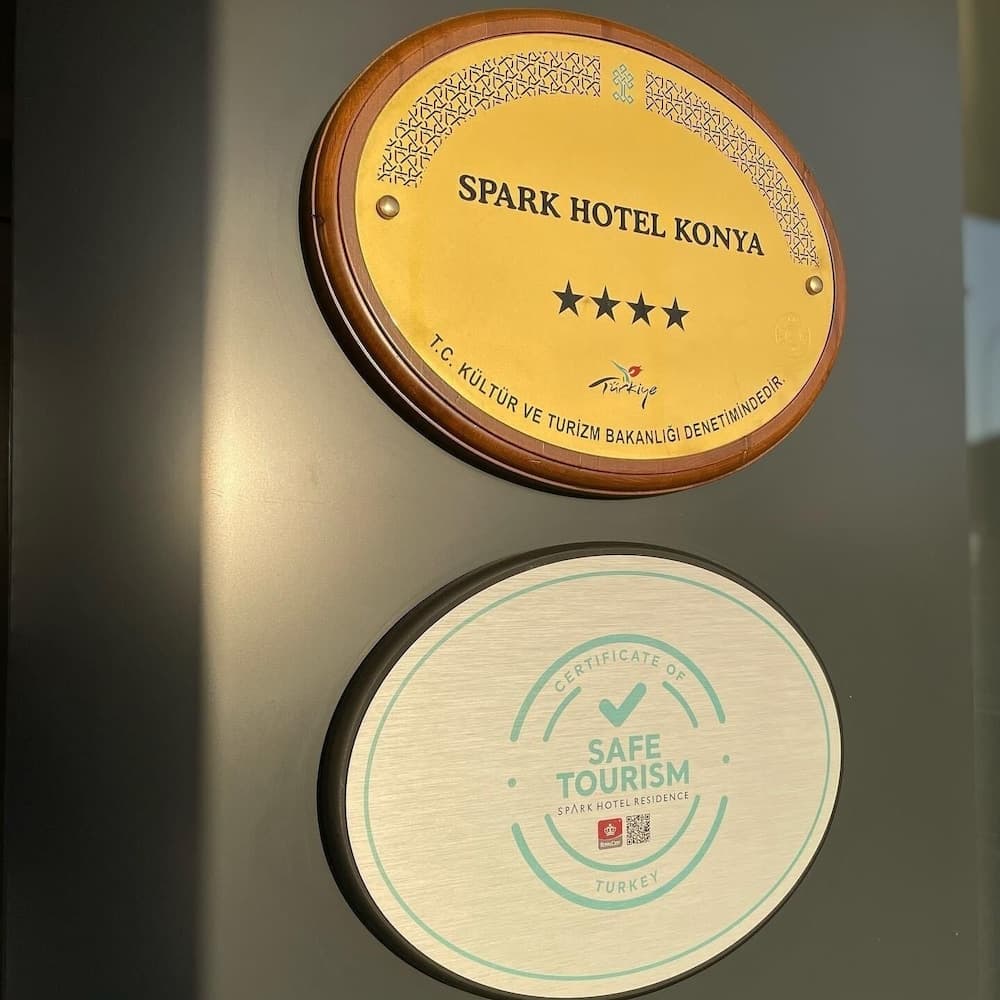 SPARK HOTEL KONYA
Türkiye
T.C. KÜLTÜR VE TURİZM BAKANLIĞI DENETİMİNDEDİR.
CERTIFICATE OF
SAFE
TOURISM
SPARK HOTEL RESIDENCE
TURKEY